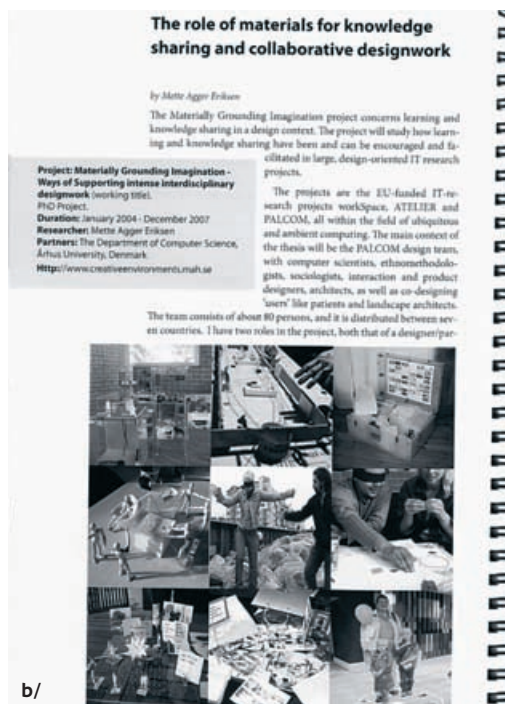 The role of materials for knowledge
sharing and collaborative designwork
by Mette Agger Eriksen
The Materially Grounding Imagination project concerns learning and
knowledge sharing in a design context. The project will study how learn-
ing and knowledge sharing have been and can be encouraged and fa-
cilitated in large, design-oriented IT research
projects.
Project: Materially Grounding Imagination -
Ways of Supporting intense interdisciplinary
designwork (working title).
PhD Project.
Duration: January 2004 - December 2007
Researcher: Mette Agger Eriksen
Partners: The Department of Computer Science,
Århus University, Denmark
Http://www.creativeenvironments.mah.se
The projects are the EU-funded IT-re-
search projects workSpace, ATELIER and
PALCOM, all within the field of ubiquitous
and ambient computing. The main context of
the thesis will be the PALCOM design team,
with computer scientists, ethnomethodolo-
gists, sociologists, interaction and product
designers, architects, as well as co-designing
'users' like patients and landscape architects.
The team consists of about 80 persons, and it is distributed between sev-
en countries. I have two roles in the project, both that of a designer/par-
b/